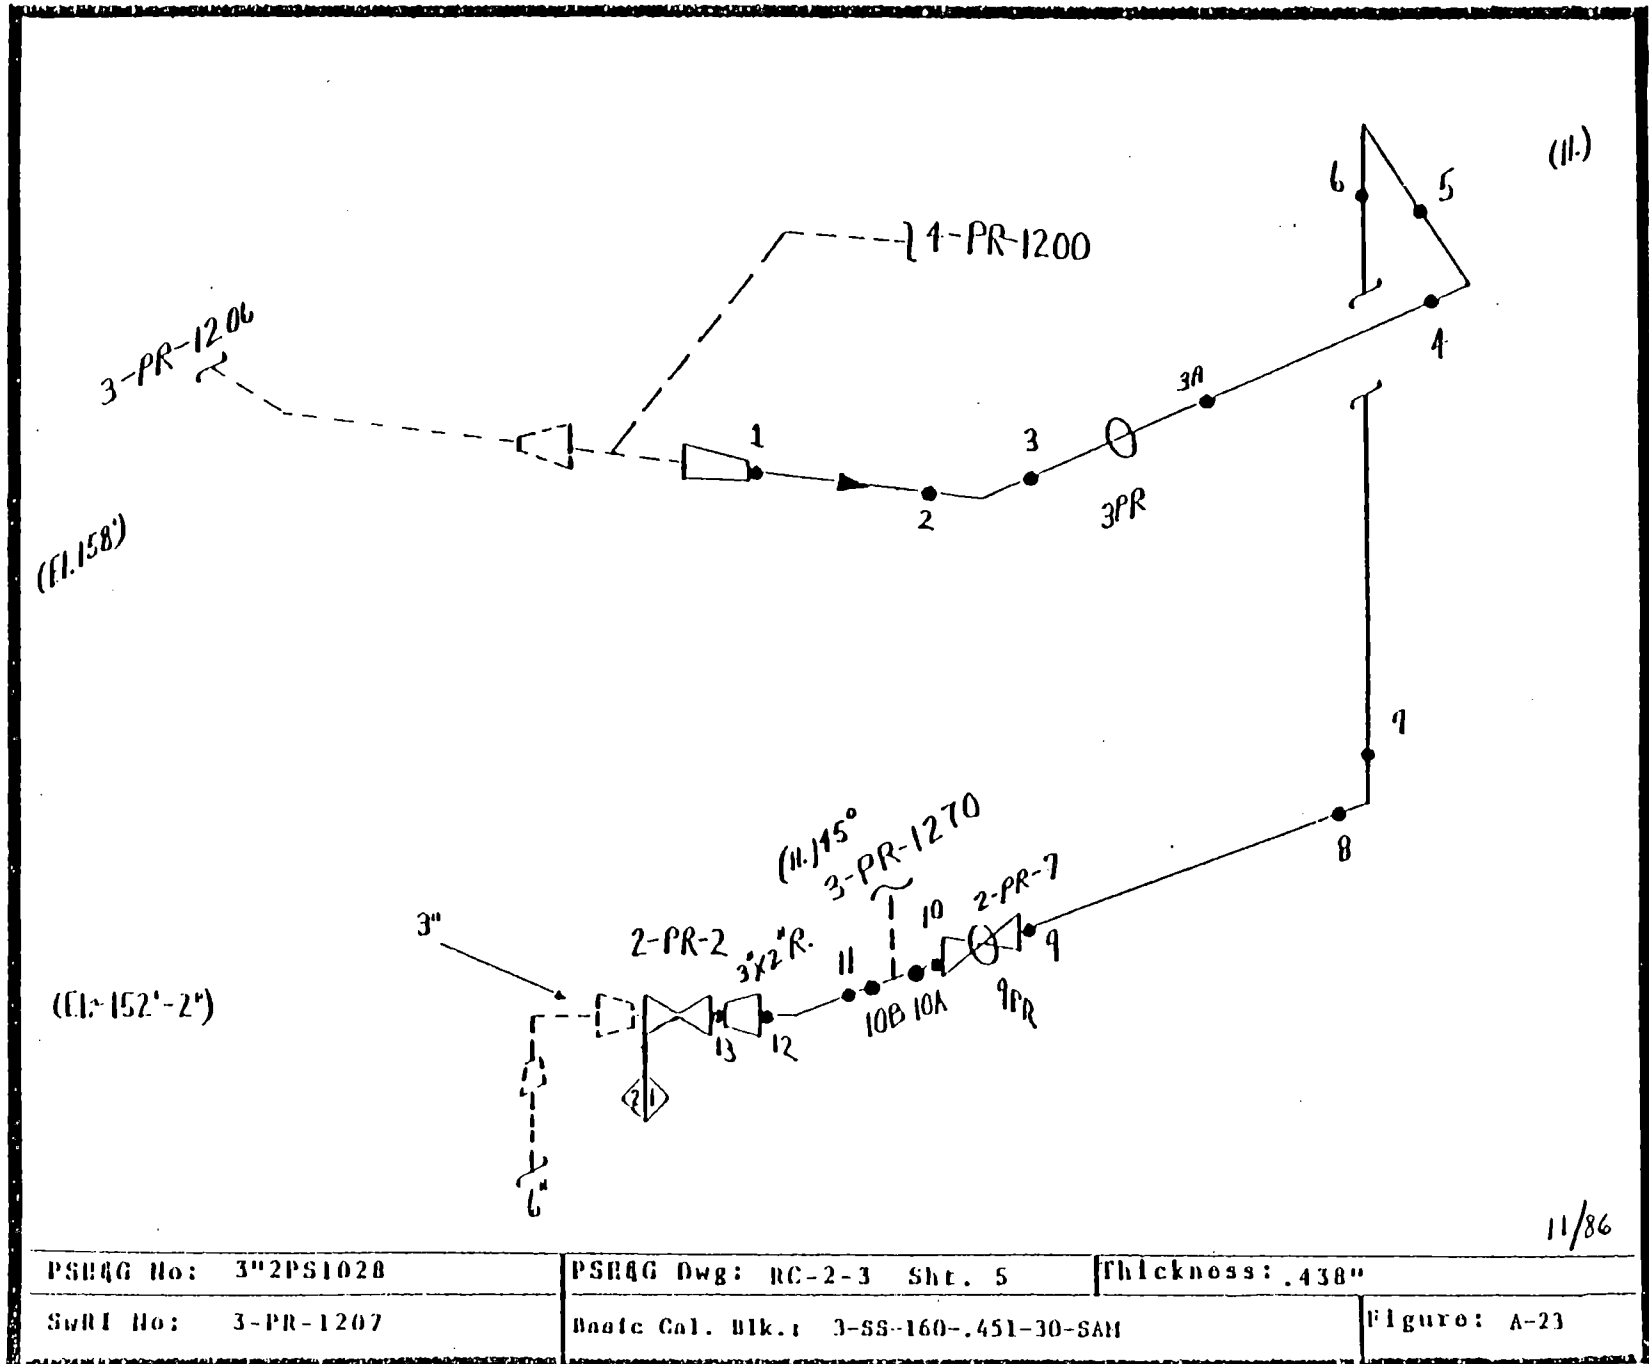 (H.)
6
5
4-PR-1200
3-PR-1206
4
3A
1
3
2
3PR
(El.158')
7
8
(H.)45°
3-PR-1270
2-PR-7
10
9
3"
2-PR-2
3"x2"R.
11
9PR
10B 10A
(El.-152'-2")
13
12
2 1
6"
11/86
PSE&G No: 3"2PS1028
PSE&G Dwg: RC-2-3 Sht. 5
Thickness: .438"
SwRI No: 3-PR-1207
Basic Cal. Blk.: 3-SS-160-.451-30-SAM
Figure: A-23